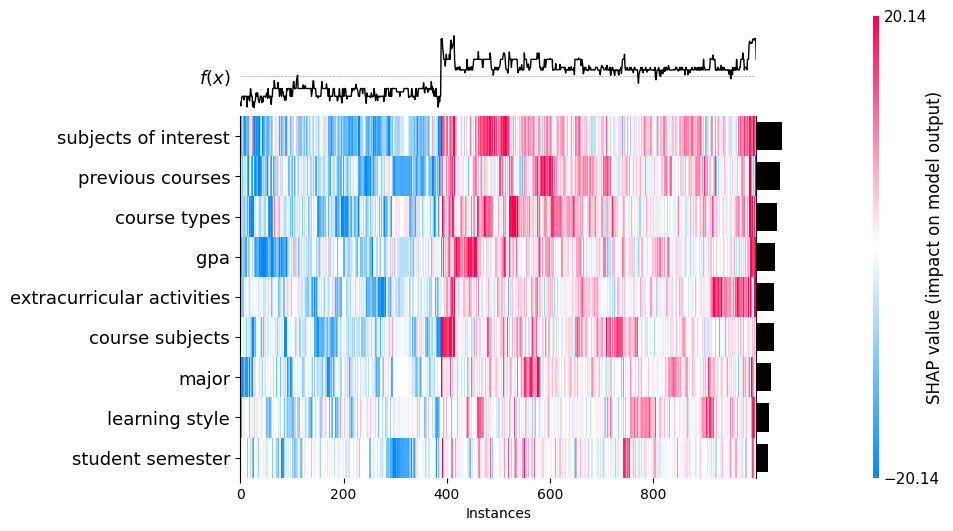 20.14
f(x)
subjects of interest
previous courses
course types
gpa
extracurricular activities
course subjects
major
learning style
student semester
0 200 400 600 800
Instances
SHAP value (impact on model output)
−20.14